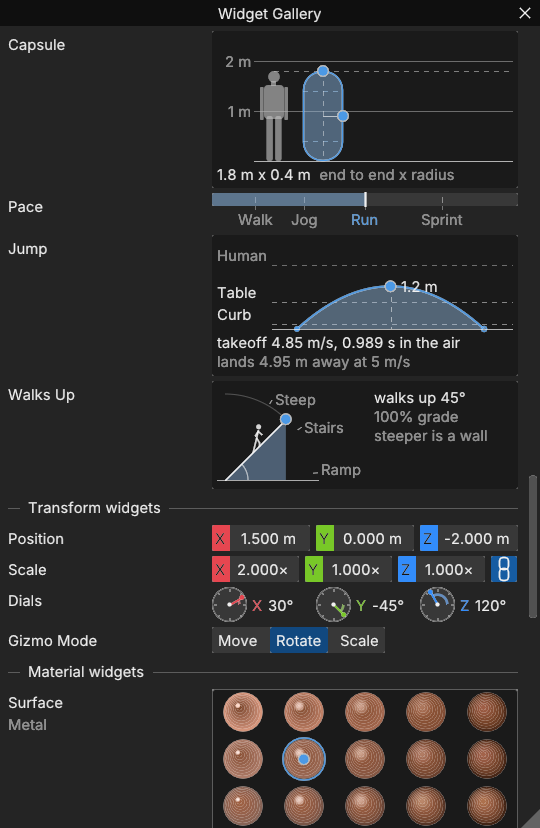 Widget Gallery
Capsule
2 m
1 m
1.8 m x 0.4 m end to end x radius
Pace
Walk Jog Run Sprint
Jump
Human
1.2 m
Table
Curb
takeoff 4.85 m/s, 0.989 s in the air
lands 4.95 m away at 5 m/s
Walks Up
Steep
Stairs
Ramp
walks up 45°
100% grade
steeper is a wall
Transform widgets
Position X 1.500 m Y 0.000 m Z -2.000 m
Scale X 2.000× Y 1.000× Z 1.000×
Dials X 30° Y -45° Z 120°
Gizmo Mode Move Rotate Scale
Material widgets
Surface
Metal